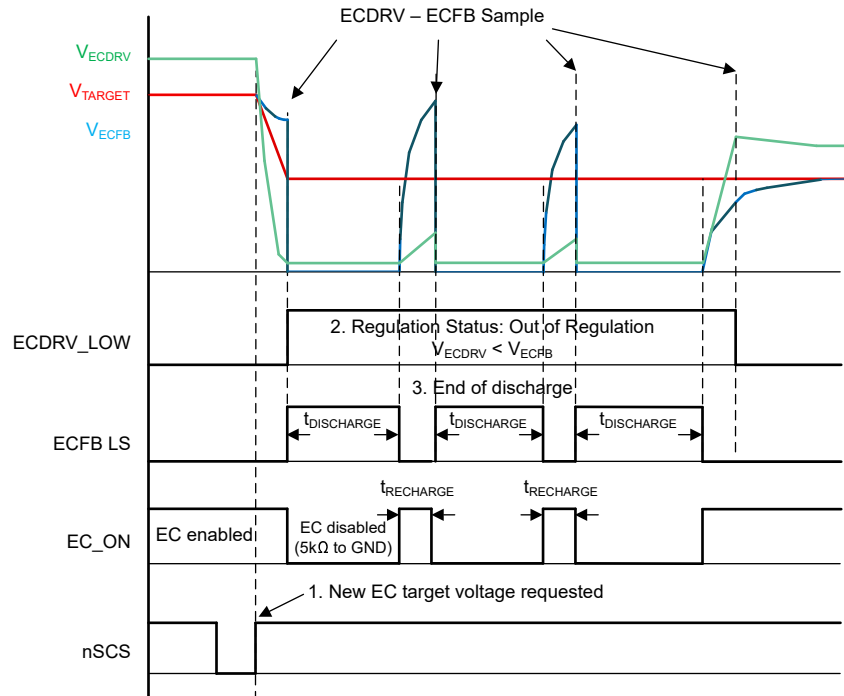 ECDRV – ECFB Sample
VECDRV
VTARGET
VECFB
ECDRV_LOW
2. Regulation Status: Out of Regulation
VECDRV < VECFB
3. End of discharge
ECFB LS
tDISCHARGE
tDISCHARGE
tDISCHARGE
tRECHARGE
tRECHARGE
EC_ON
EC enabled
EC disabled
(5kΩ to GND)
1. New EC target voltage requested
nSCS